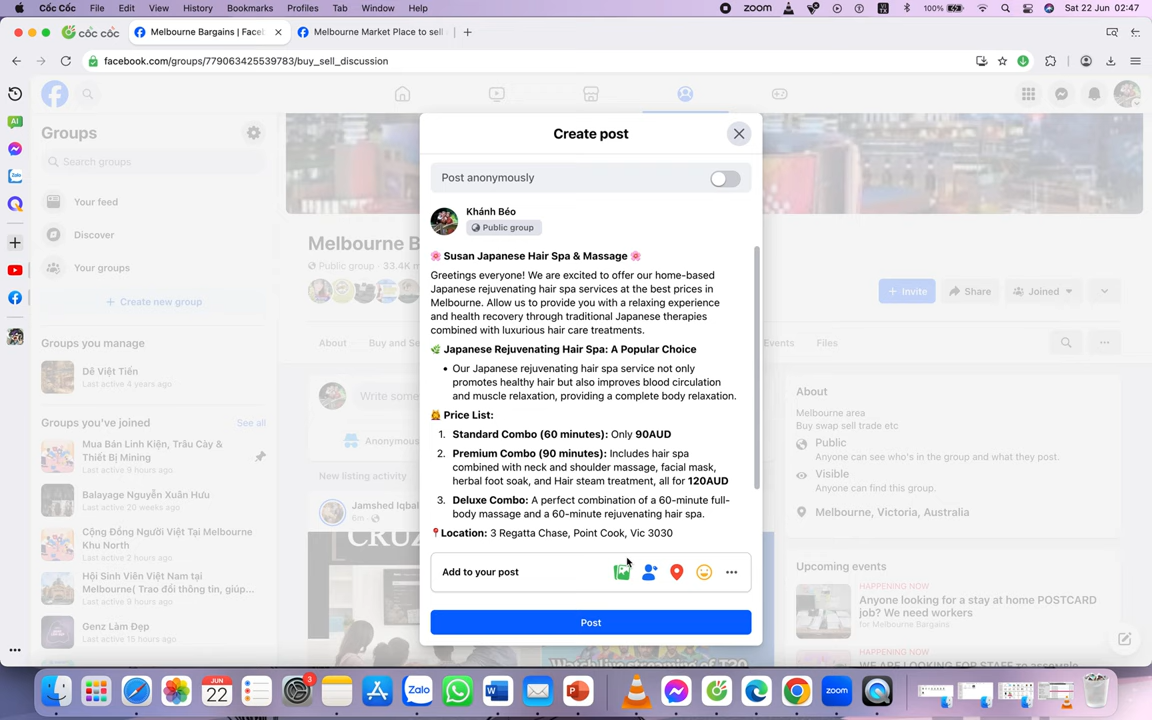 Cốc Cốc File Edit View History Bookmarks Profiles Tab Window Help
zoom 100% Sat 22 Jun 02:47
cốc cốc Melbourne Bargains | Face Melbourne Market Place to sell
facebook.com/groups/779063425539783/buy_sell_discussion
Groups
Search groups
Your feed
Discover
Your groups
+ Create new group
Groups you manage
Dê Việt Tiến
Last active 4 years ago
Groups you've joined See all
Mua Bán Linh Kiện, Trâu Cày &
Thiết Bị Mining
Last active 9 hours ago
Balayage Nguyễn Xuân Hưu
Last active 20 weeks ago
Cộng Đồng Người Việt Tại Melbourne
Khu North
Last active 2 hours ago
Hội Sinh Viên Việt Nam tại
Melbourne( Trao đổi thông tin, giúp...
Last active 9 hours ago
Genz Làm Đẹp
Last active 15 hours ago
Melbourne B
Public group · 33.4K m
+ Invite Share Joined
About Buy and Se Events Files
Write some
Anonymous
New listing activity
Jamshed Iqbal
6m
CRUZ
Watch live streaming of T20
Create post
Post anonymously
Khánh Béo
Public group
🌸 Susan Japanese Hair Spa & Massage 🌸
Greetings everyone! We are excited to offer our home-based
Japanese rejuvenating hair spa services at the best prices in
Melbourne. Allow us to provide you with a relaxing experience
and health recovery through traditional Japanese therapies
combined with luxurious hair care treatments.
🌿 Japanese Rejuvenating Hair Spa: A Popular Choice
• Our Japanese rejuvenating hair spa service not only
promotes healthy hair but also improves blood circulation
and muscle relaxation, providing a complete body relaxation.
Price List:
1. Standard Combo (60 minutes): Only 90AUD
2. Premium Combo (90 minutes): Includes hair spa
combined with neck and shoulder massage, facial mask,
herbal foot soak, and Hair steam treatment, all for 120AUD
3. Deluxe Combo: A perfect combination of a 60-minute full-
body massage and a 60-minute rejuvenating hair spa.
📍Location: 3 Regatta Chase, Point Cook, Vic 3030
Add to your post
Post
About
Melbourne area
Buy swap sell trade etc
Public
Anyone can see who's in the group and what they post.
Visible
Anyone can find this group.
Melbourne, Victoria, Australia
Upcoming events
HAPPENING NOW
Anyone looking for a stay at home POSTCARD
job? We need workers
for Melbourne Bargains
HAPPENING NOW
WE ARE LOOKING FOR STAFF to assemble
AI
Zalo
JUN
22
3
Zalo
zoom